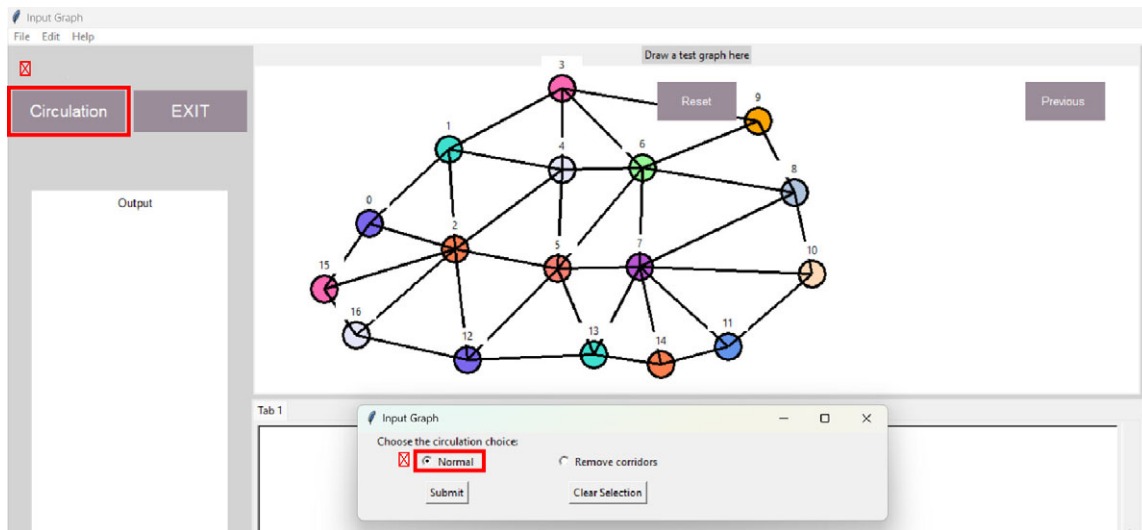 Input Graph
File Edit Help
Draw a test graph here
Circulation
EXIT
Reset
Previous
Output
3
9
1
4
6
8
0
2
5
7
10
15
16
12
13
14
11
Tab 1
Input Graph
Choose the circulation choice:
Normal
Remove corridors
Submit
Clear Selection